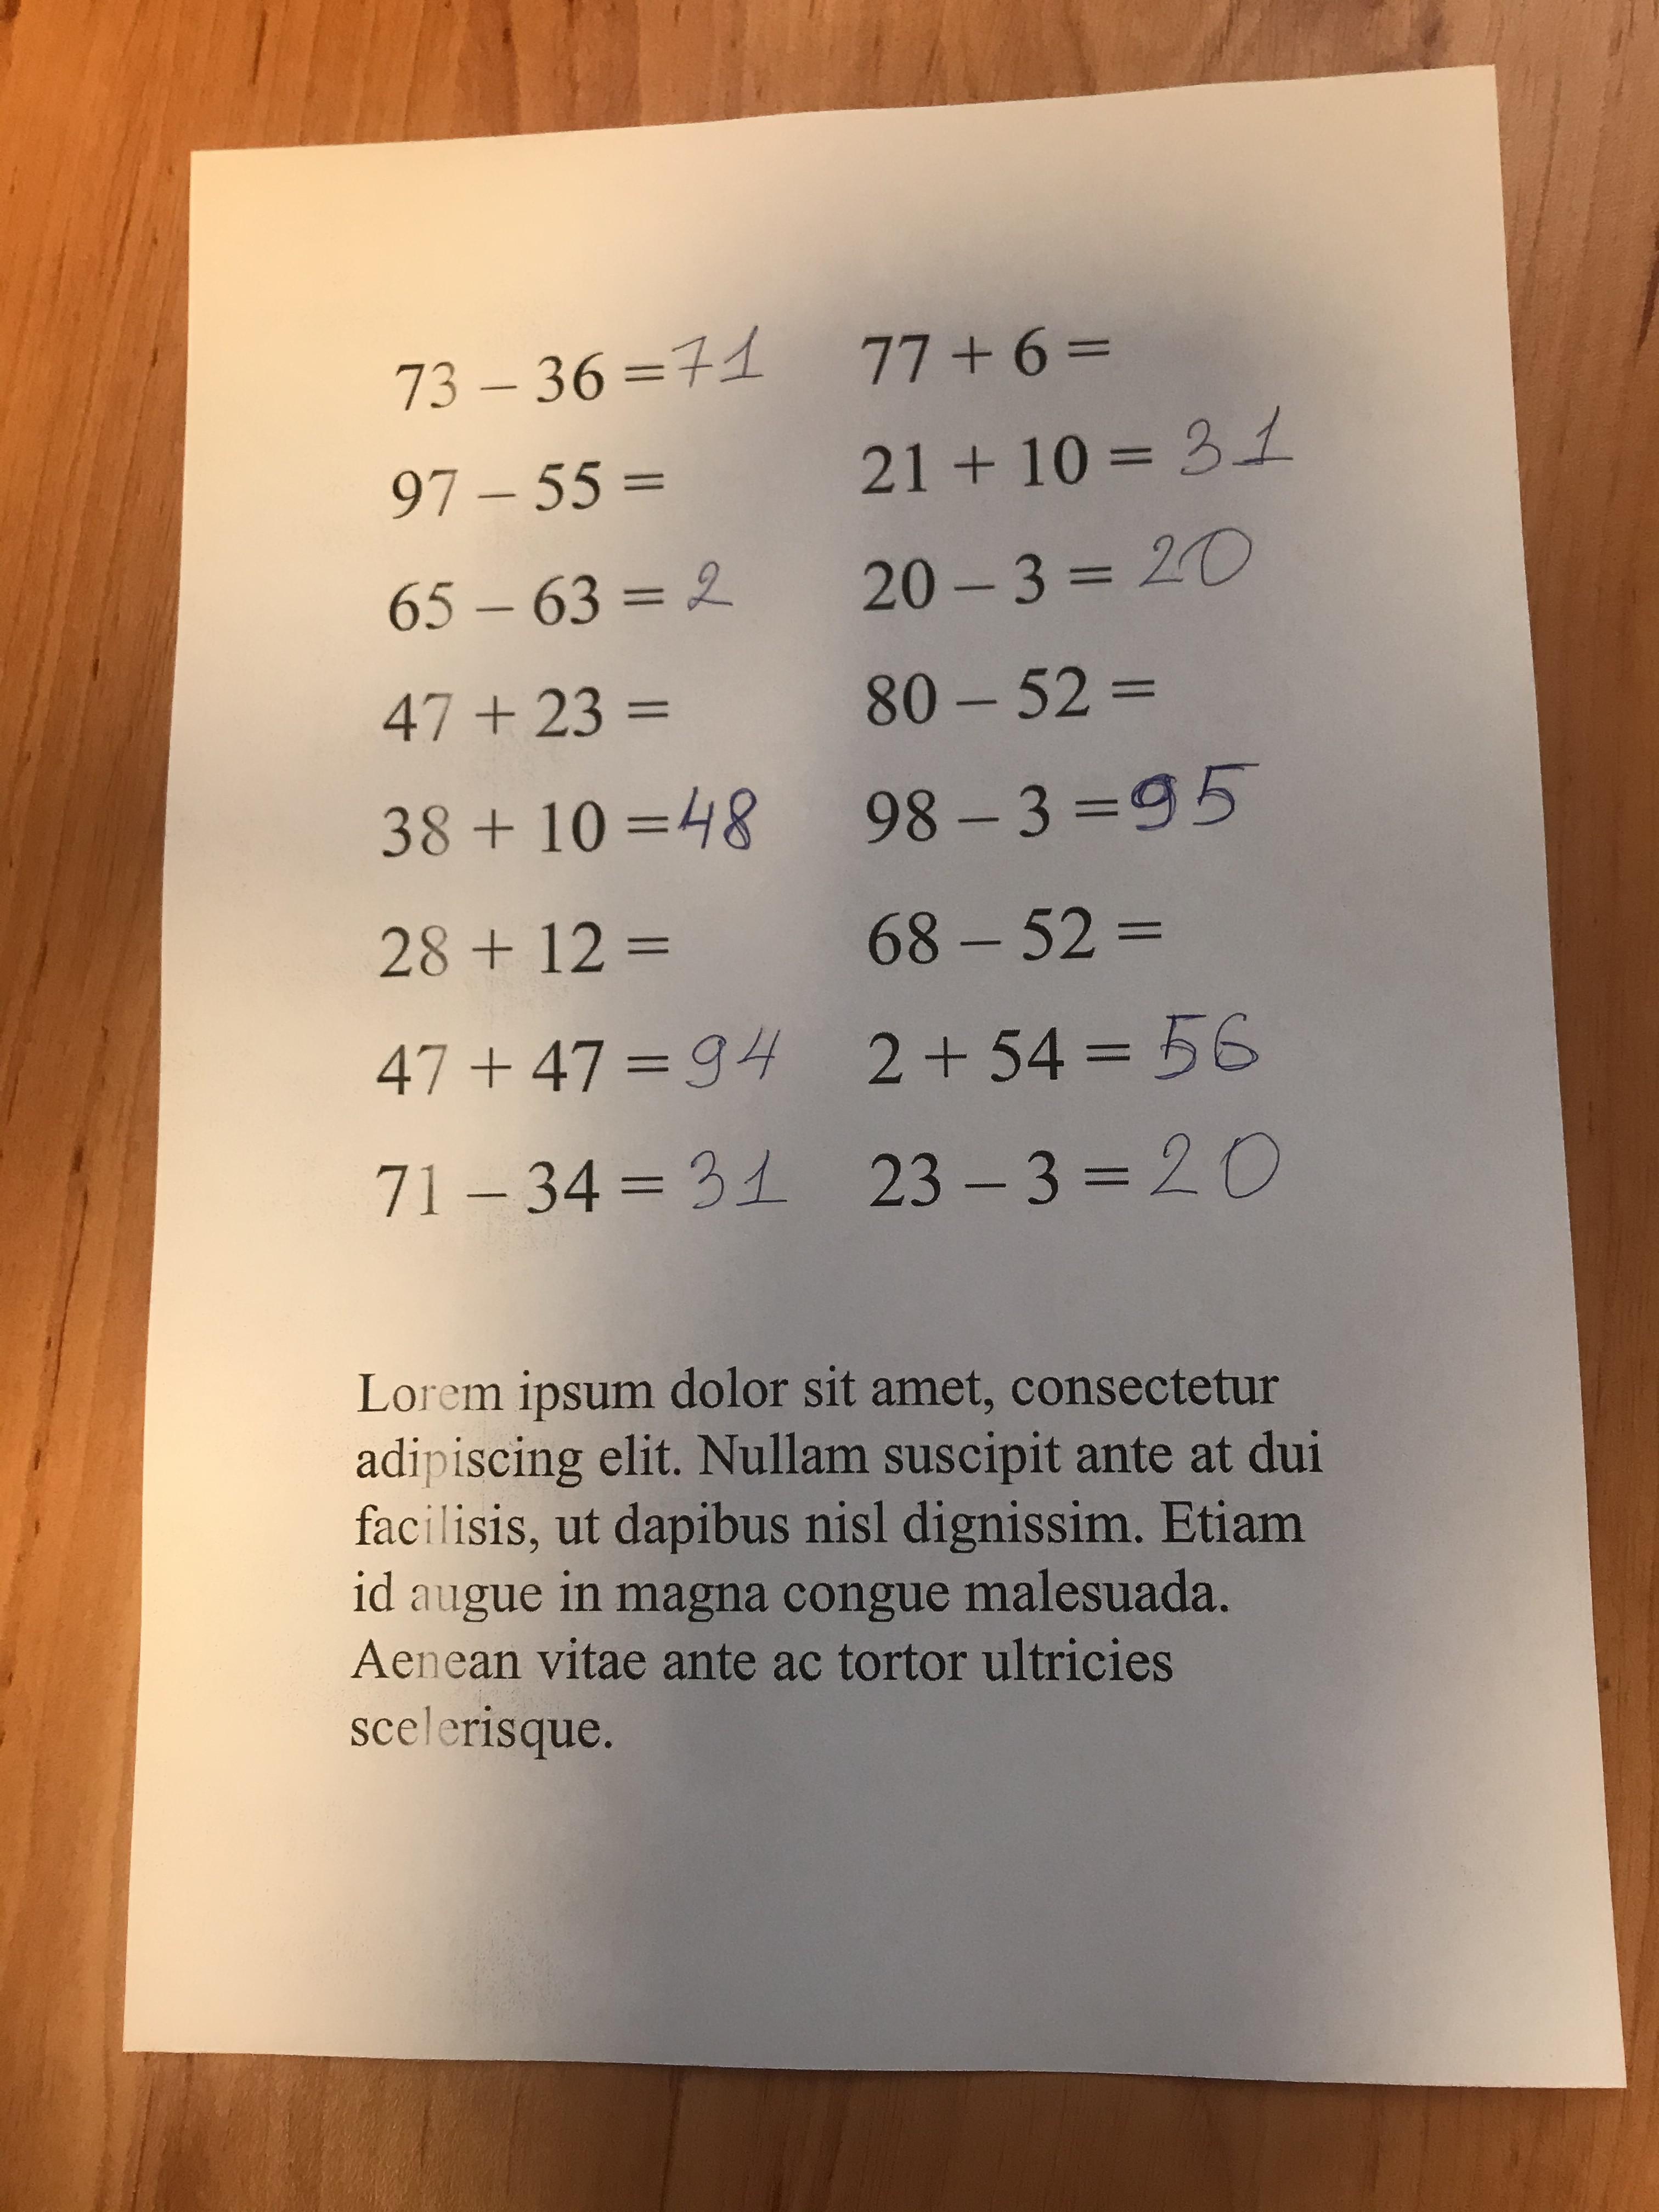 73 – 36 = 71
97 – 55 =
65 – 63 = 2
47 + 23 =
38 + 10 = 48
28 + 12 =
47 + 47 = 94
71 – 34 = 31
77 + 6 =
21 + 10 = 31
20 – 3 = 20
80 – 52 =
98 – 3 = 95
68 – 52 =
2 + 54 = 56
23 – 3 = 20
Lorem ipsum dolor sit amet, consectetur
adipiscing elit. Nullam suscipit ante at dui
facilisis, ut dapibus nisl dignissim. Etiam
id augue in magna congue malesuada.
Aenean vitae ante ac tortor ultricies
scelerisque.